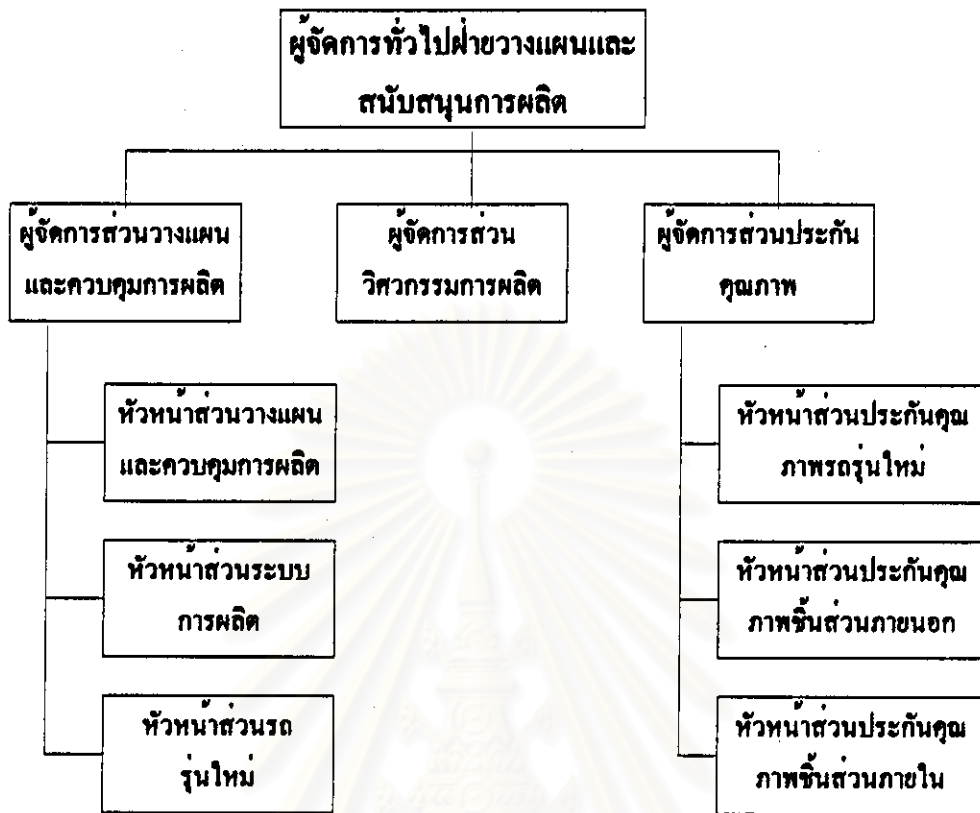 ผู้จัดการทั่วไปฝ่ายวางแผนและ
สนับสนุนการผลิต
ผู้จัดการส่วนวางแผน
และควบคุมการผลิต
ผู้จัดการส่วน
วิศวกรรมการผลิต
ผู้จัดการส่วนประกัน
คุณภาพ
หัวหน้าส่วนวางแผน
และควบคุมการผลิต
หัวหน้าส่วนระบบ
การผลิต
หัวหน้าส่วนรถ
รุ่นใหม่
หัวหน้าส่วนประกันคุณ
ภาพรถรุ่นใหม่
หัวหน้าส่วนประกันคุณ
ภาพชิ้นส่วนภายนอก
หัวหน้าส่วนประกันคุณ
ภาพชิ้นส่วนภายใน